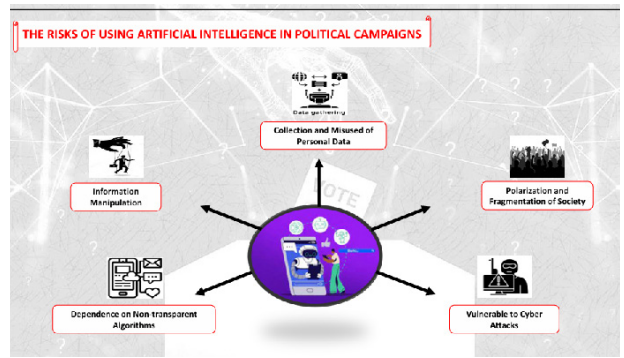 THE RISKS OF USING ARTIFICIAL INTELLIGENCE IN POLITICAL CAMPAIGNS
Data gathering
Collection and Misused of
Personal Data
Information
Manipulation
VOTE
Polarization and
Fragmentation of Society
Dependence on Non-transparent
Algorithms
1
Vulnerable to Cyber
Attacks